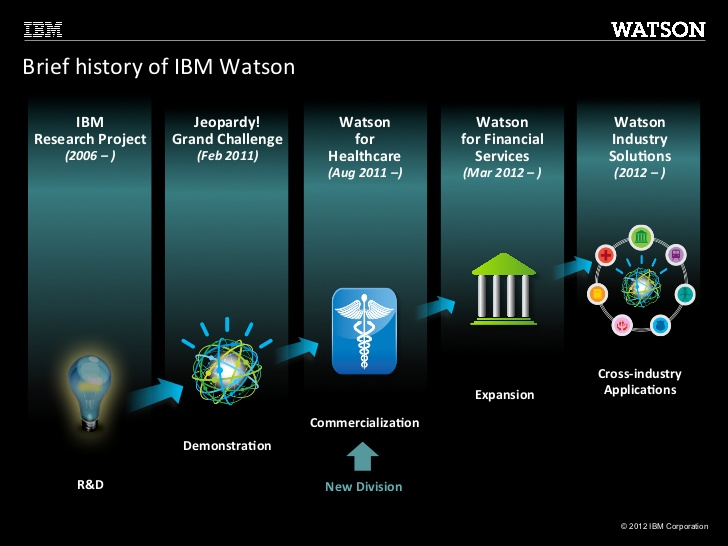 IBM
WATSON
Brief history of IBM Watson
IBM
Research Project
(2006 – )
Jeopardy!
Grand Challenge
(Feb 2011)
Watson
for
Healthcare
(Aug 2011 –)
Watson
for Financial
Services
(Mar 2012 – )
Watson
Industry
Solutions
(2012 – )
R&D
Demonstration
Commercialization
New Division
Expansion
Cross-industry
Applications
© 2012 IBM Corporation